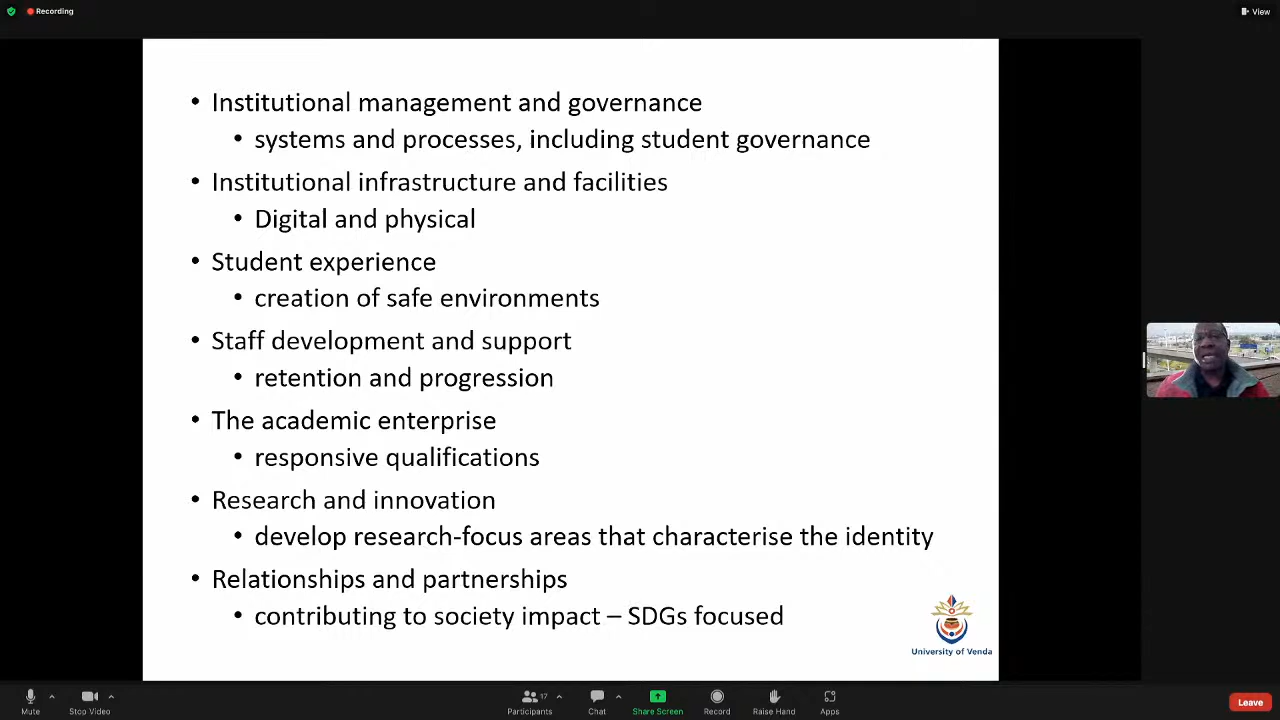 Recording
View
• Institutional management and governance
• systems and processes, including student governance
• Institutional infrastructure and facilities
• Digital and physical
• Student experience
• creation of safe environments
• Staff development and support
• retention and progression
• The academic enterprise
• responsive qualifications
• Research and innovation
• develop research-focus areas that characterise the identity
• Relationships and partnerships
• contributing to society impact – SDGs focused
University of Venda
Mute
Stop Video
Participants 17
Chat
Share Screen
Record
Raise Hand
Apps
Leave